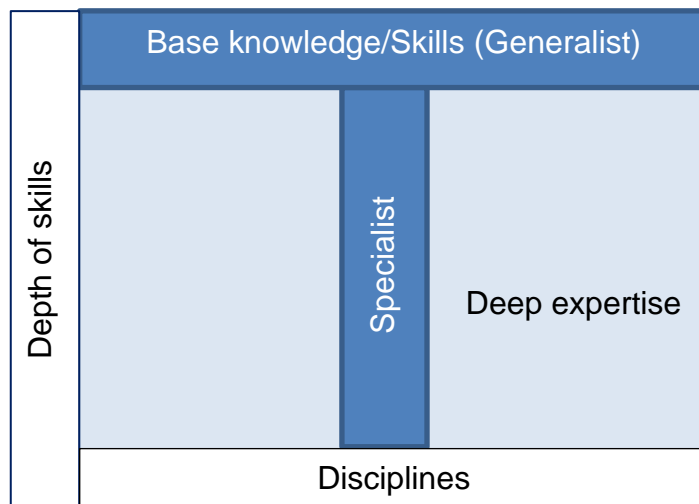 Base knowledge/Skills (Generalist)
Depth of skills
Specialist
Deep expertise
Disciplines